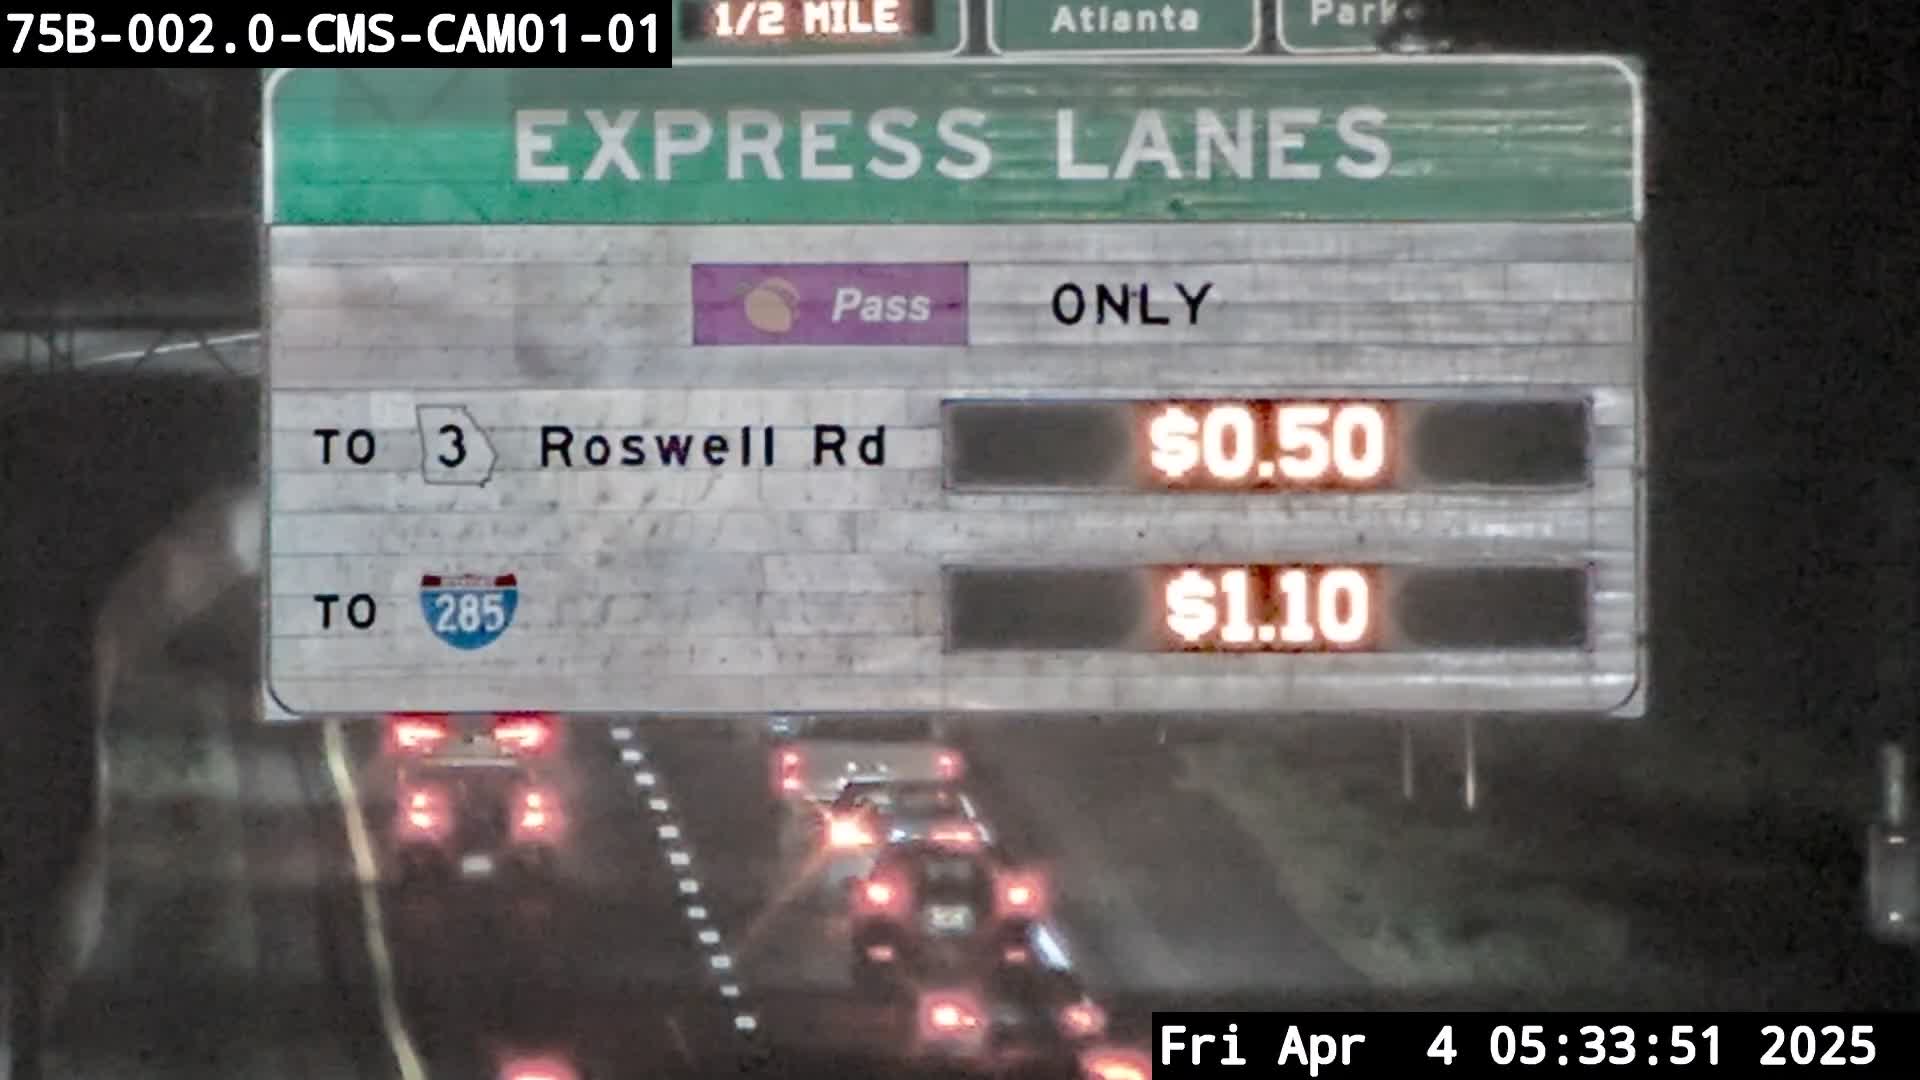 75B-002.0-CMS-CAM01-01
1/2 MILE
Atlanta
EXPRESS LANES
Pass ONLY
TO 3 Roswell Rd $0.50
TO 285 $1.10
Fri Apr 4 05:33:51 2025